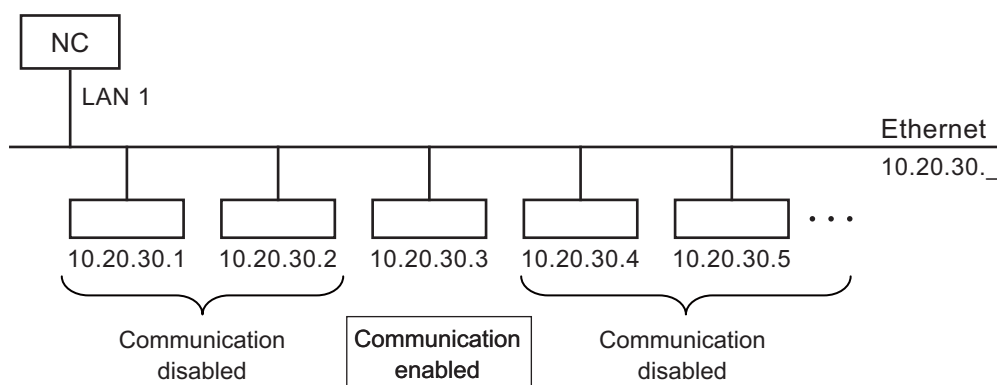 NC
LAN 1
Ethernet
10.20.30._
10.20.30.1 10.20.30.2 10.20.30.3 10.20.30.4 10.20.30.5
...
Communication
disabled
Communication
enabled
Communication
disabled